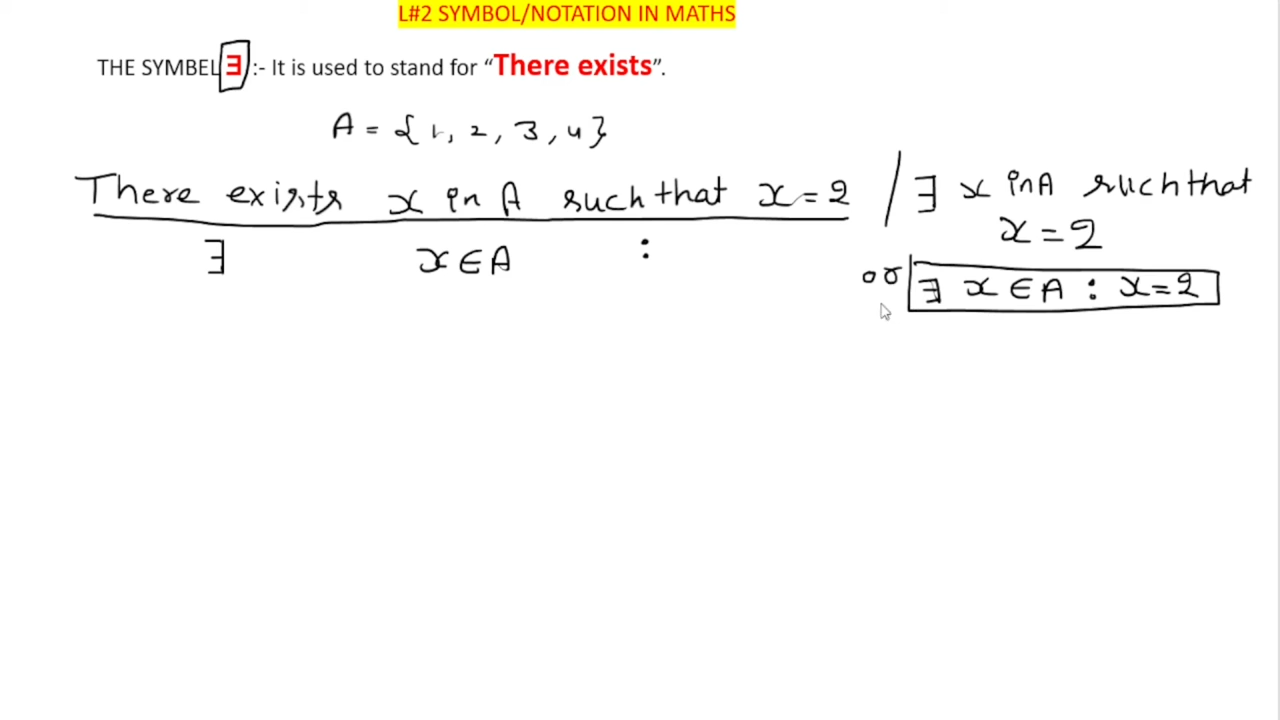 L#2 SYMBOL/NOTATION IN MATHS
THE SYMBEL ∃ :- It is used to stand for “There exists”.
A = {1, 2, 3, 4}
There exists x in A such that x = 2 / ∃ x in A such that
x = 2
∃ x ∈ A :
or ∃ x ∈ A : x = 2